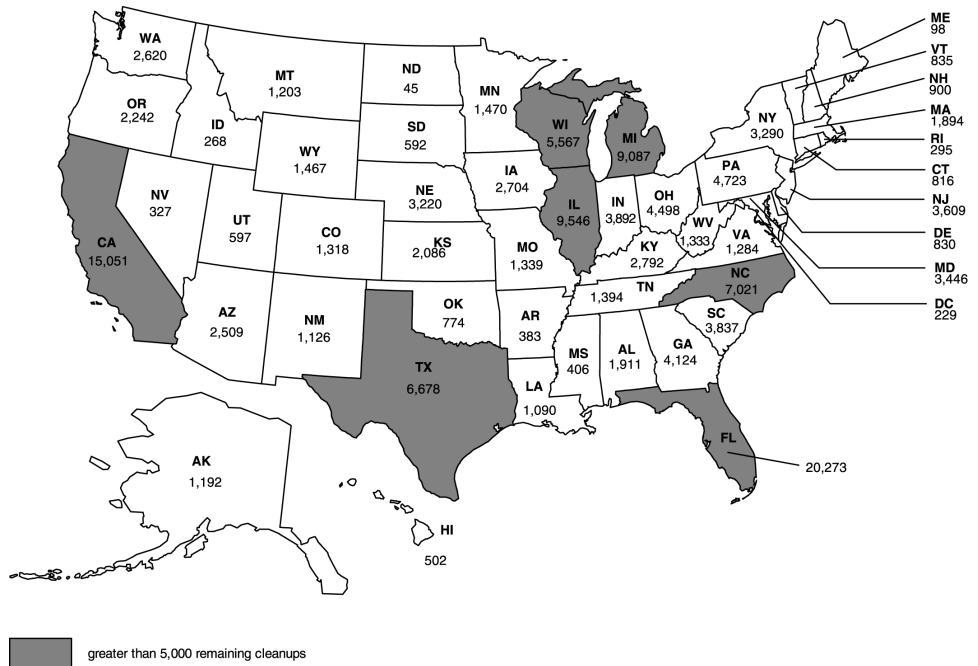 WA
2,620
OR
2,242
CA
15,051
ID
268
NV
327
MT
1,203
WY
1,467
UT
597
AZ
2,509
CO
1,318
NM
1,126
ND
45
SD
592
NE
3,220
KS
2,086
OK
774
TX
6,678
MN
1,470
IA
2,704
MO
1,339
AR
383
LA
1,090
WI
5,567
IL
9,546
MI
9,087
IN
3,892
OH
4,498
KY
2,792
TN
1,394
MS
406
AL
1,911
GA
4,124
FL
20,273
SC
3,837
NC
7,021
VA
1,284
WV
1,333
PA
4,723
NY
3,290
ME
98
VT
835
NH
900
MA
1,894
RI
295
CT
816
NJ
3,609
DE
830
MD
3,446
DC
229
AK
1,192
HI
502
greater than 5,000 remaining cleanups